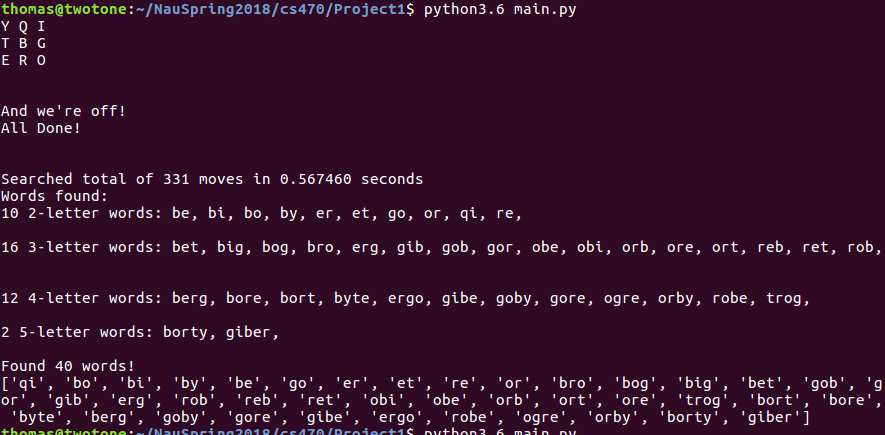 thomas@twotone:~/NauSpring2018/cs470/Project1$ python3.6 main.py
Y Q I
T B G
E R O
And we're off!
All Done!
Searched total of 331 moves in 0.567460 seconds
Words found:
10 2-letter words: be, bi, bo, by, er, et, go, or, qi, re,
16 3-letter words: bet, big, bog, bro, erg, gib, gob, gor, obe, obi, orb, ore, ort, reb, ret, rob,
12 4-letter words: berg, bore, bort, byte, ergo, gibe, goby, gore, ogre, orby, robe, trog,
2 5-letter words: borty, giber,
Found 40 words!
['qi', 'bo', 'bi', 'by', 'be', 'go', 'er', 'et', 're', 'or', 'bro', 'bog', 'big', 'bet', 'gob', 'g
or', 'gib', 'erg', 'rob', 'reb', 'ret', 'obi', 'obe', 'orb', 'ort', 'ore', 'trog', 'bort', 'bore',
'byte', 'berg', 'goby', 'gore', 'gibe', 'ergo', 'robe', 'ogre', 'orby', 'borty', 'giber']
thomas@twotone:~/NauSpring2018/cs470/Project1$ python3.6 main.py